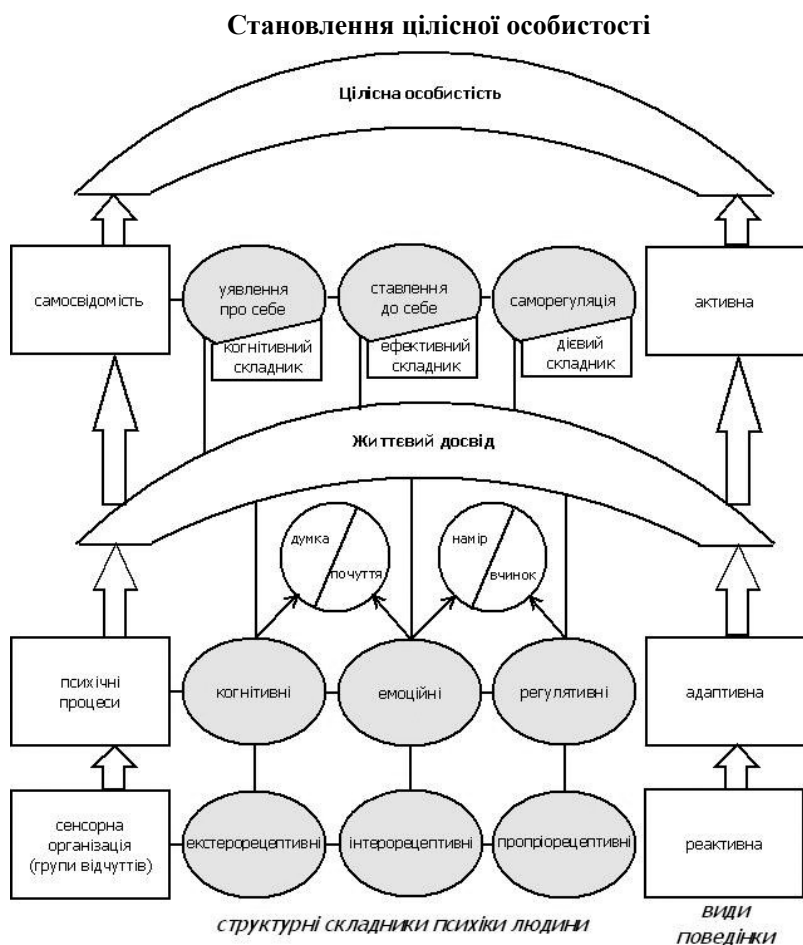 Становлення цілісної особистості
Цілісна особистість
самосвідомість
уявлення
про себе
когнітивний
складник
ставлення
до себе
ефективний
складник
саморегуляція
дієвий
складник
активна
Життєвий досвід
думка
почуття
намір
вчинок
психічні
процеси
когнітивні
емоційні
регулятивні
адаптивна
сенсорна
організація
(групи відчуттів)
екстерорецептивні
інтерорецептивні
пропріорецептивні
реактивна
структурні складники психіки людини
види
поведінки